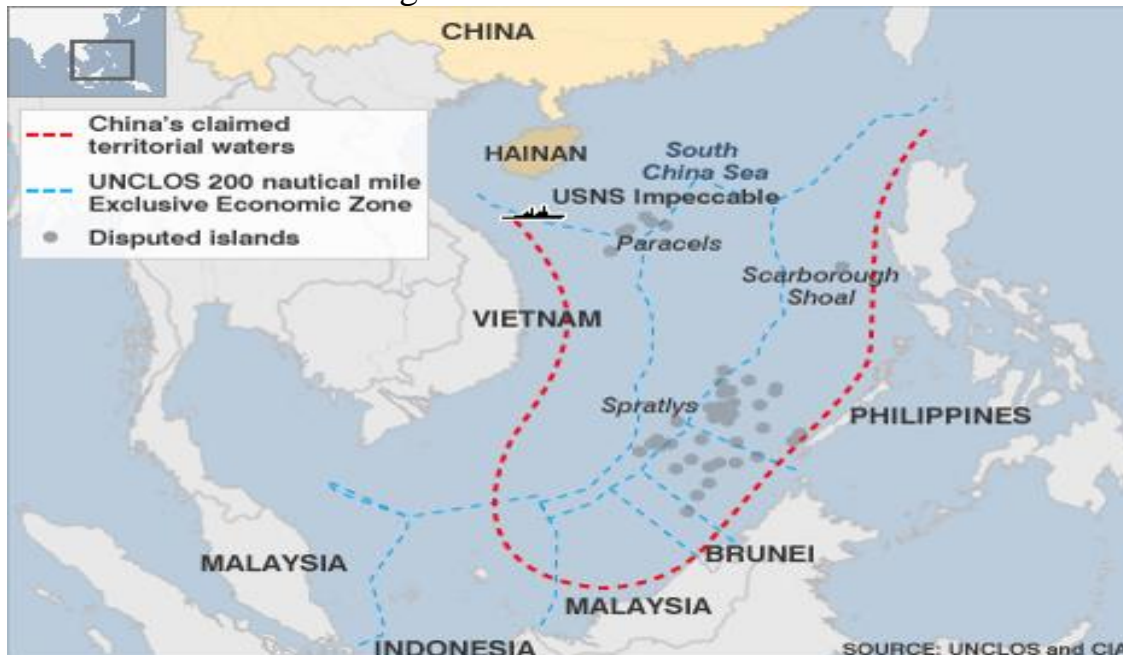 CHINA
China's claimed
territorial waters
UNCLOS 200 nautical mile
Exclusive Economic Zone
Disputed islands
HAINAN
South
China Sea
USNS Impeccable
Paracels
Scarborough
Shoal
VIETNAM
Spratlys
PHILIPPINES
MALAYSIA
BRUNEI
MALAYSIA
INDONESIA
SOURCE: UNCLOS and CIA